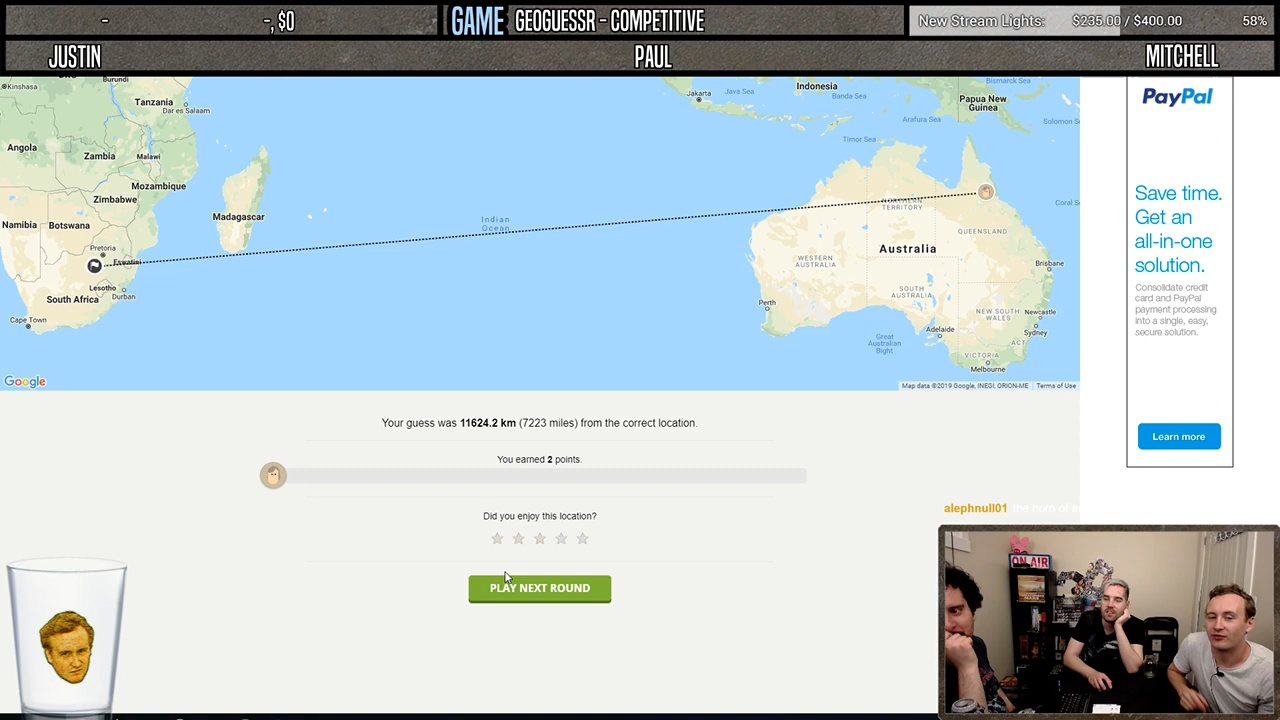 -
-, $0
GAME GEOGUESSR - COMPETITIVE
New Stream Lights: $235.00 / $400.00 58%
JUSTIN
PAUL
MITCHELL
Kinshasa
Burundi
Tanzania
Dar es Salaam
Angola
Zambia
Malawi
Mozambique
Zimbabwe
Madagascar
Namibia
Botswana
Pretoria
Eswatini
Lesotho
Durban
South Africa
Cape Town
Indian
Ocean
Jakarta
Java Sea
Indonesia
Banda Sea
Bismarck Sea
Papua New
Guinea
Arafura Sea
Solomon
Timor Sea
Coral
NORTHERN
TERRITORY
QUEENSLAND
Australia
WESTERN
AUSTRALIA
Brisbane
SOUTH
AUSTRALIA
NEW SOUTH
WALES
Newcastle
Perth
Adelaide
Sydney
Great
Australian
Bight
ACT
VICTORIA
Melbourne
Google
Map data ©2019 Google, INEGI, ORION-ME
Terms of Use
PayPal
Save time.
Get an
all-in-one
solution.
Consolidate credit
card and PayPal
payment processing
into a single, easy,
secure solution.
Learn more
Your guess was 11624.2 km (7223 miles) from the correct location.
You earned 2 points.
Did you enjoy this location?
PLAY NEXT ROUND
alephnull01 the horn of
ON AIR